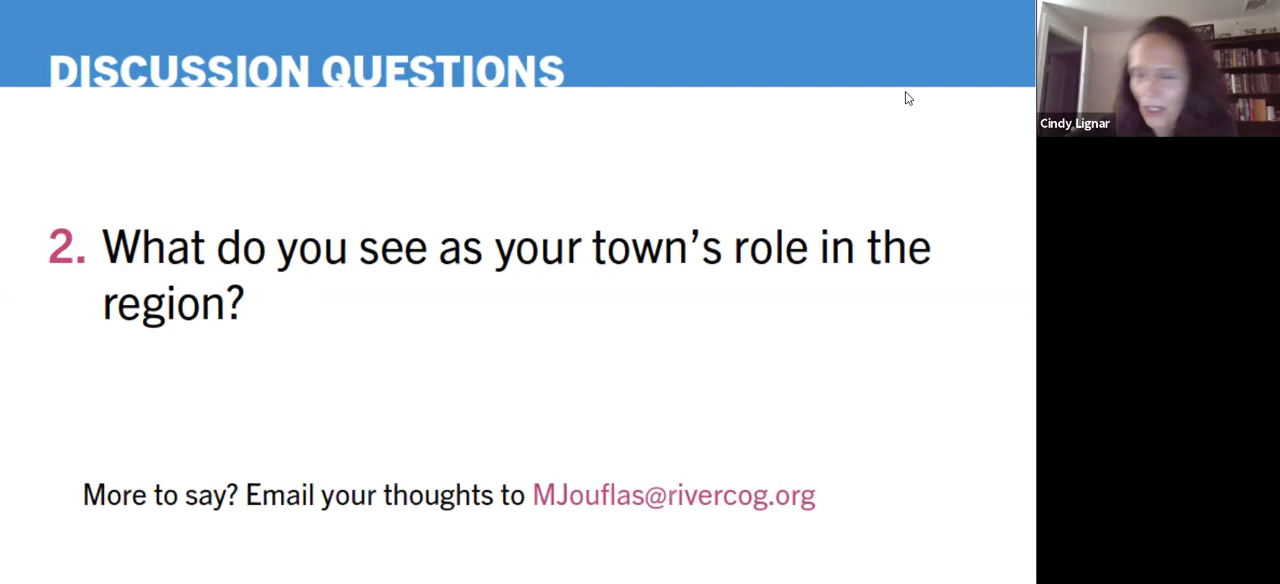 DISCUSSION QUESTIONS
2. What do you see as your town’s role in the
region?
More to say? Email your thoughts to MJouflas@rivercog.org
Cindy Lignar